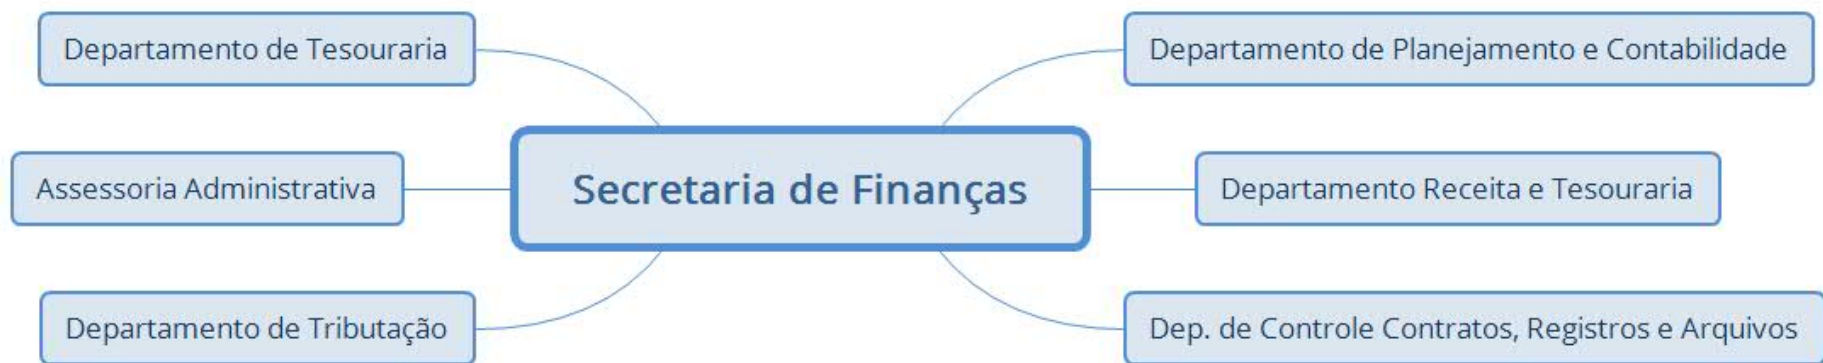 Departamento de Tesouraria
Departamento de Planejamento e Contabilidade
Assessoria Administrativa
Secretaria de Finanças
Departamento Receita e Tesouraria
Departamento de Tributação
Dep. de Controle Contratos, Registros e Arquivos